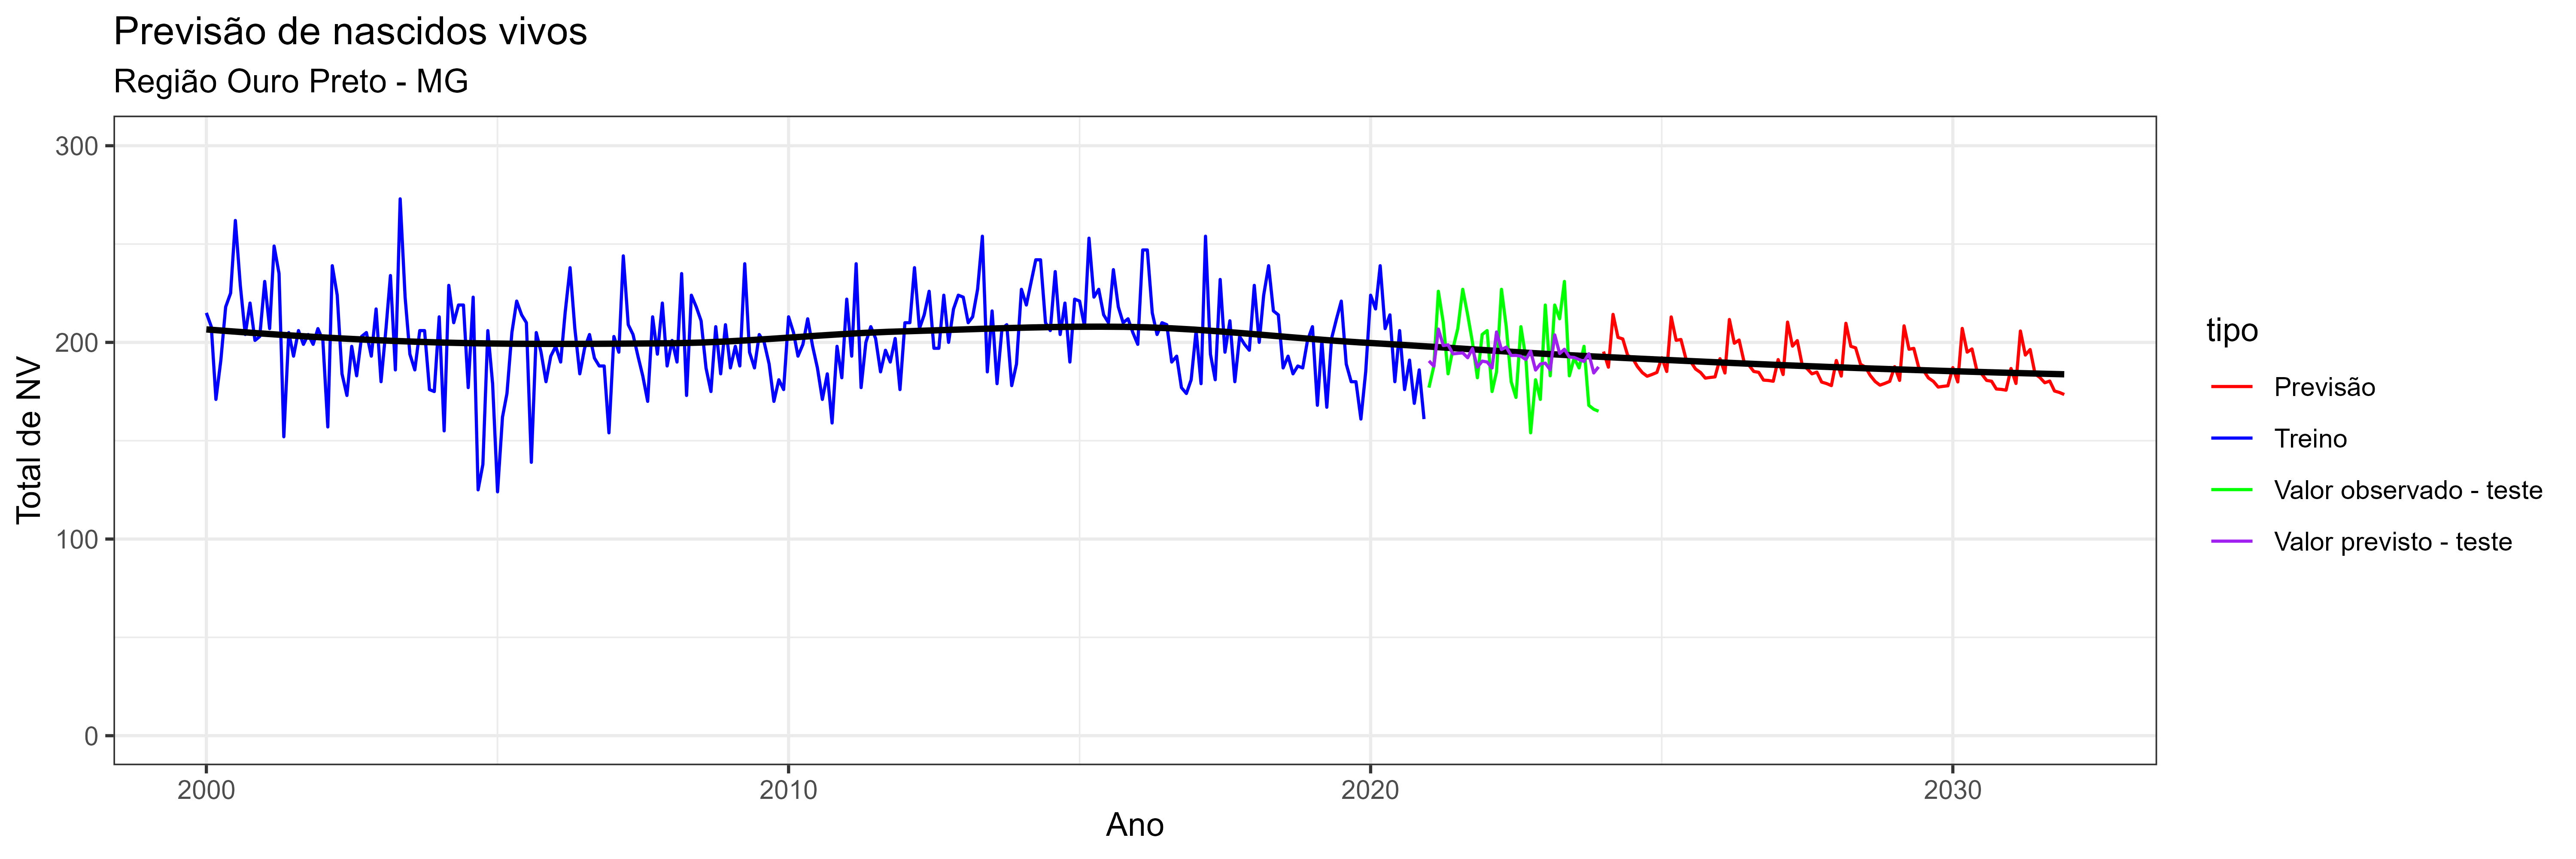 Previsão de nascidos vivos
Região Ouro Preto - MG
Total de NV
300
200
100
0
2000
2010
2020
2030
Ano
tipo
Previsão
Treino
Valor observado - teste
Valor previsto - teste